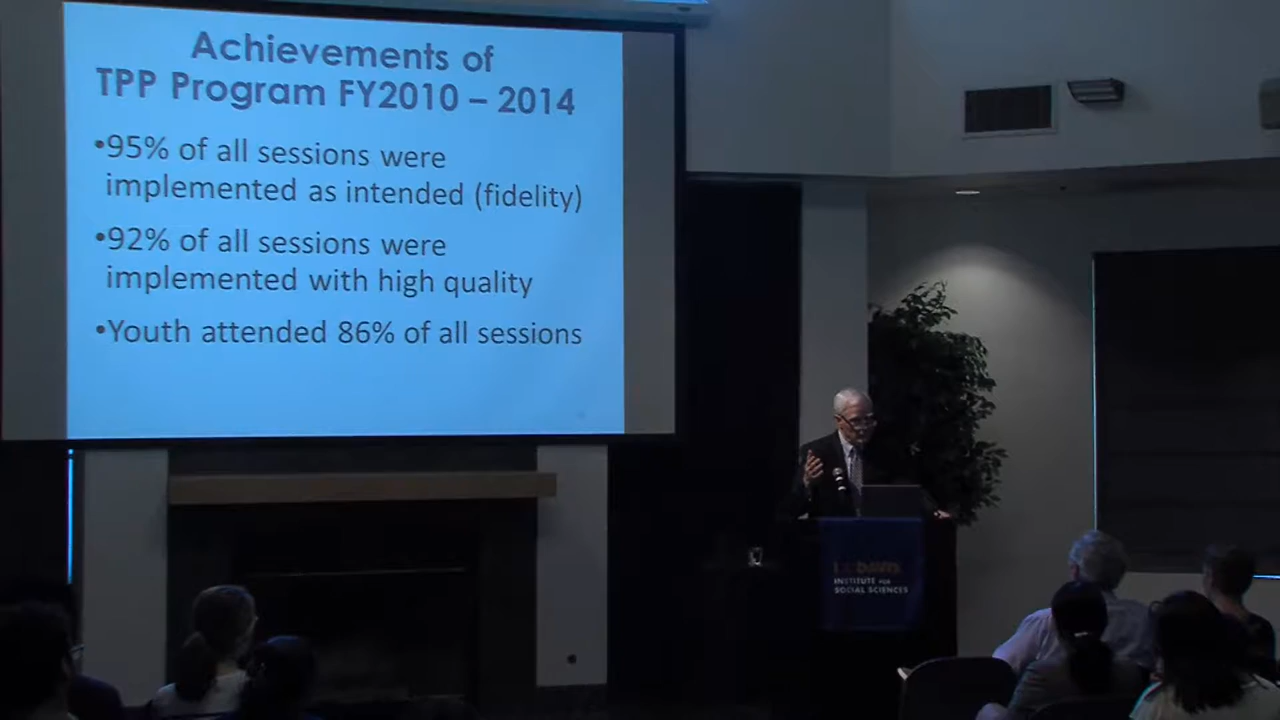 Achievements of
TPP Program FY2010 – 2014
•95% of all sessions were
implemented as intended (fidelity)
•92% of all sessions were
implemented with high quality
•Youth attended 86% of all sessions
UCDAVIS
INSTITUTE FOR
SOCIAL SCIENCES